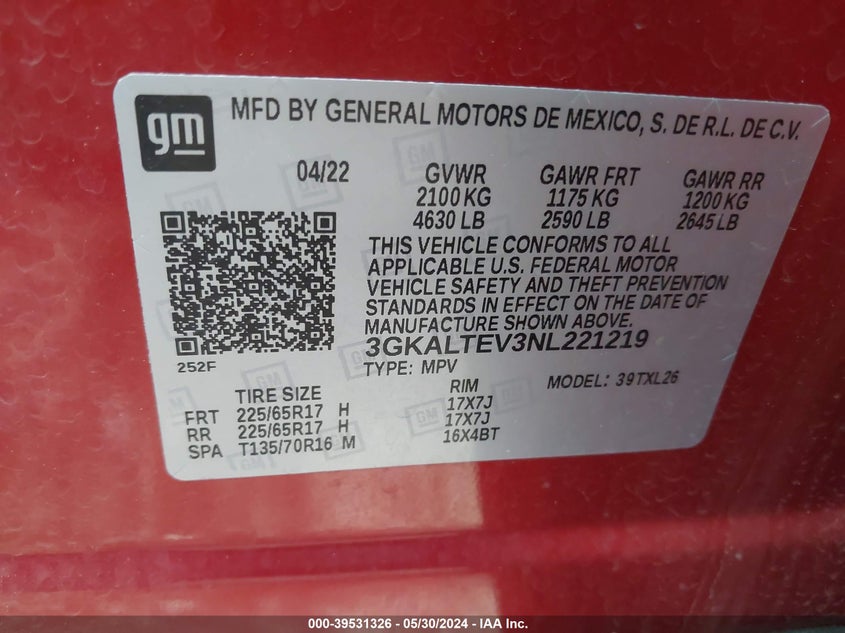 gm
MFD BY GENERAL MOTORS DE MEXICO, S. DE R.L. DE C.V.
04/22 GVWR GAWR FRT GAWR RR
2100 KG 1175 KG 1200 KG
4630 LB 2590 LB 2645 LB
THIS VEHICLE CONFORMS TO ALL
APPLICABLE U.S. FEDERAL MOTOR
VEHICLE SAFETY AND THEFT PREVENTION
STANDARDS IN EFFECT ON THE DATE OF
MANUFACTURE SHOWN ABOVE.
3GKALTEV3NL221219
252F
TYPE: MPV MODEL: 39TXL26
TIRE SIZE RIM
FRT 225/65R17 H 17X7J
RR 225/65R17 H 17X7J
SPA T135/70R16 M 16X4BT
000-39531326 / 05/30/2024 - IAA Inc.